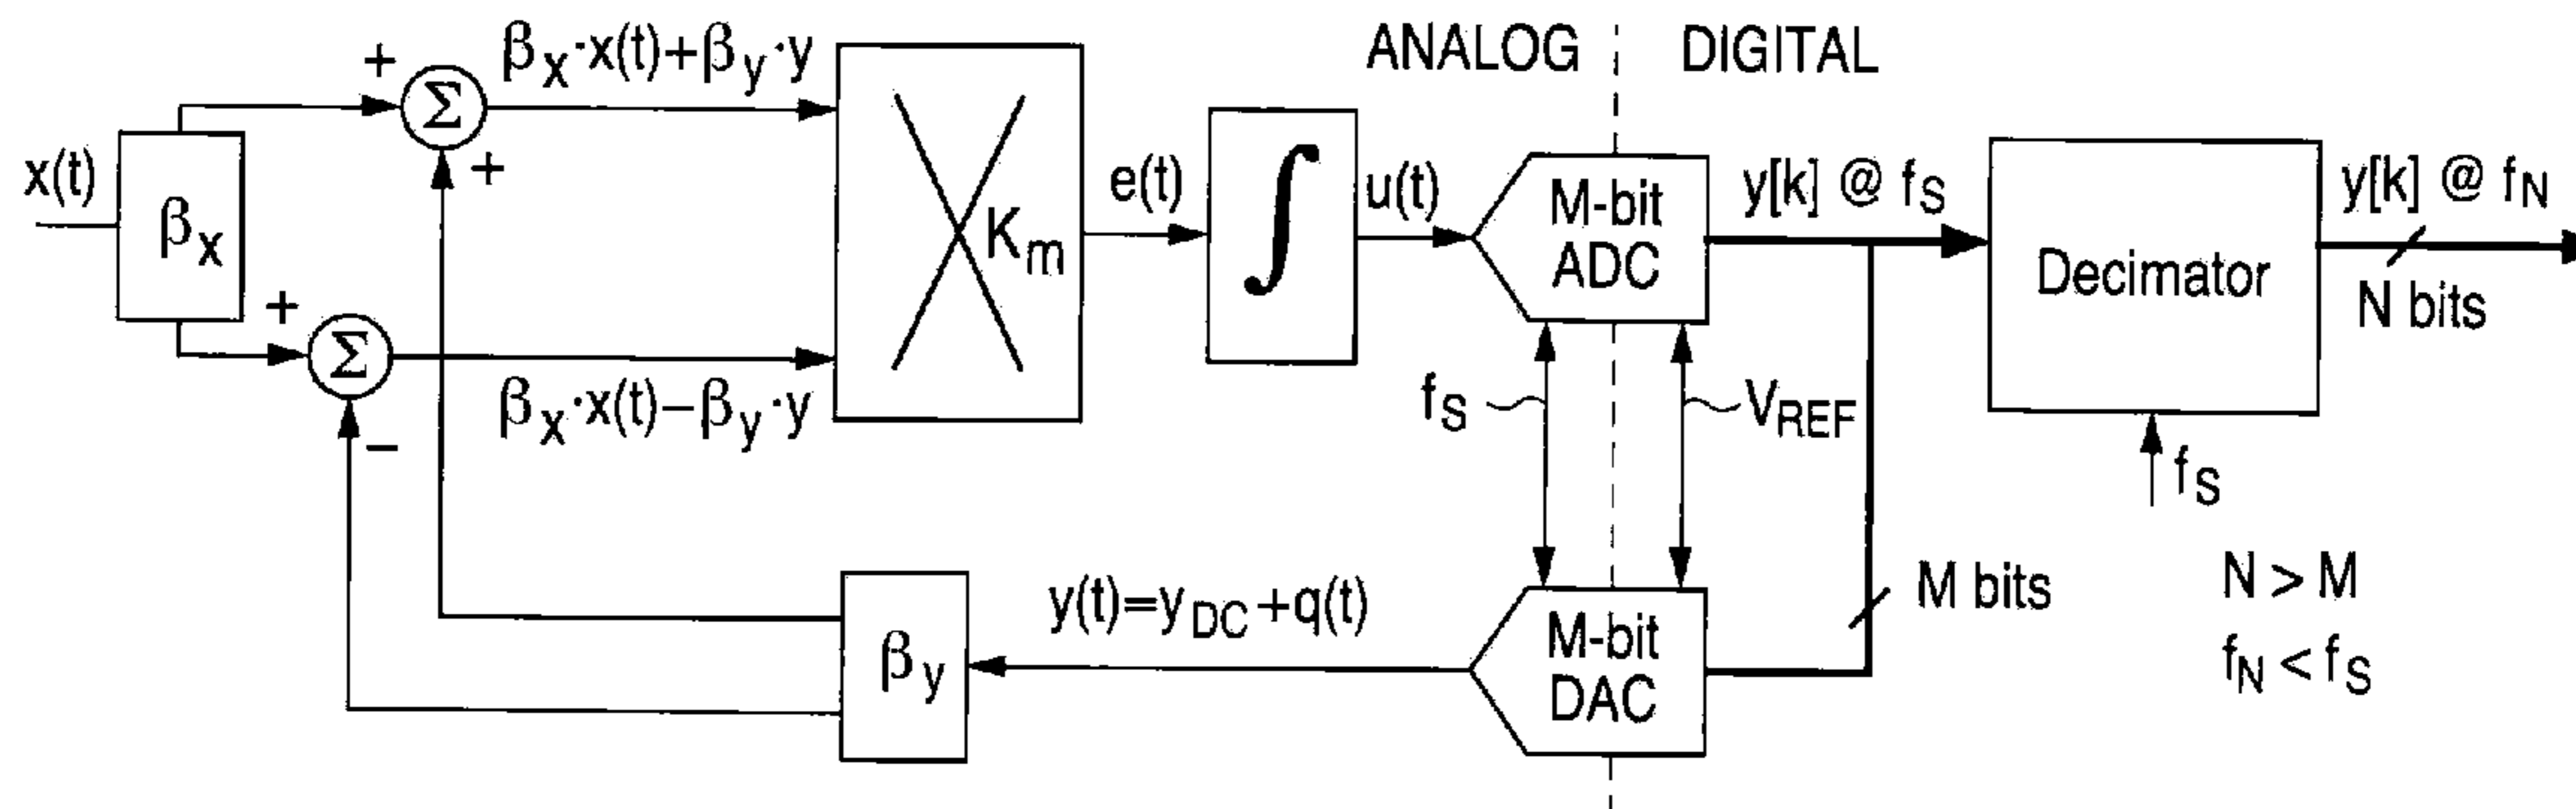 x(t)
βx
+
Σ
+
βx·x(t)+βy·y
+
Σ
−
βx·x(t)−βy·y
Km
e(t)
∫
u(t)
ANALOG
DIGITAL
M-bit
ADC
y[k] @ fS
Decimator
y[k] @ fN
N bits
fS
VREF
fS
M bits
N > M
fN < fS
M-bit
DAC
y(t)=yDC+q(t)
βy